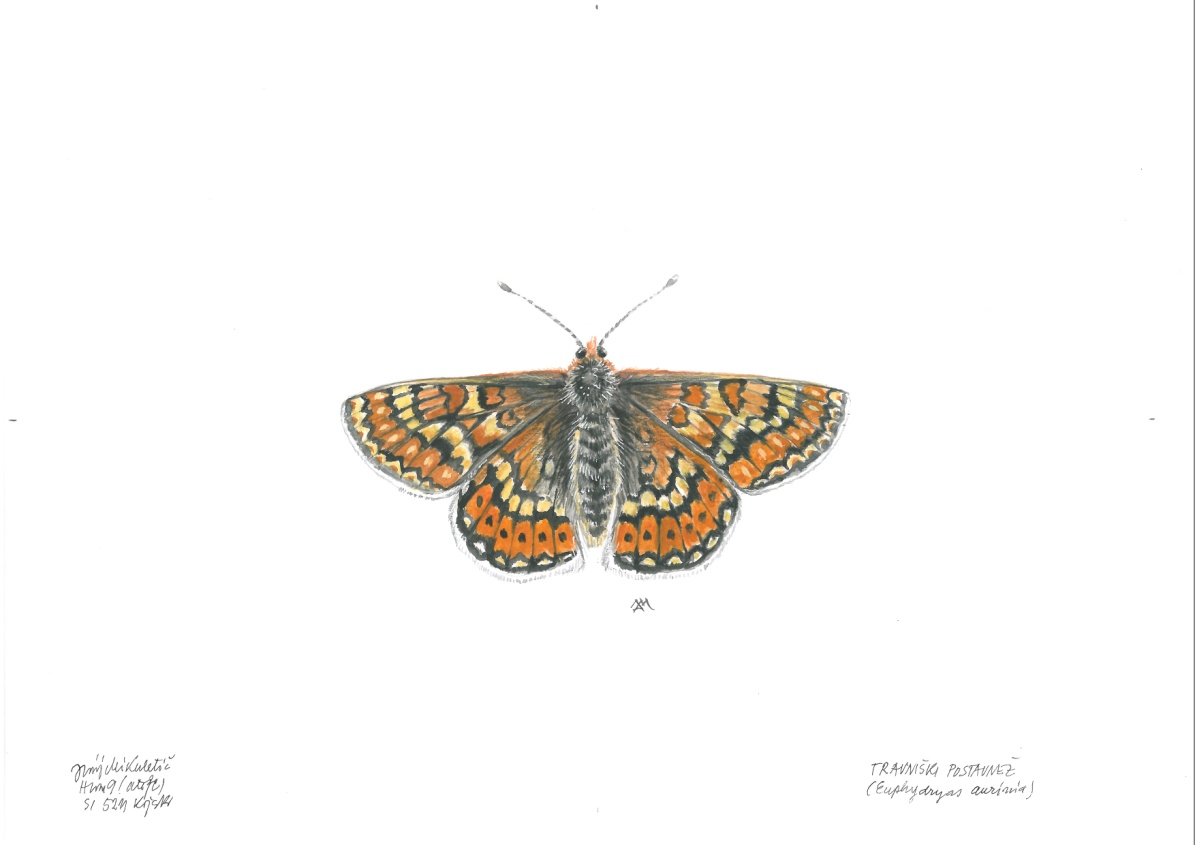 Jurij Mikuletič
Hum 9
SI 5211 Kojsko
TRAVNIŠKI POSTAVNEŽ
(Euphydryas aurinia)